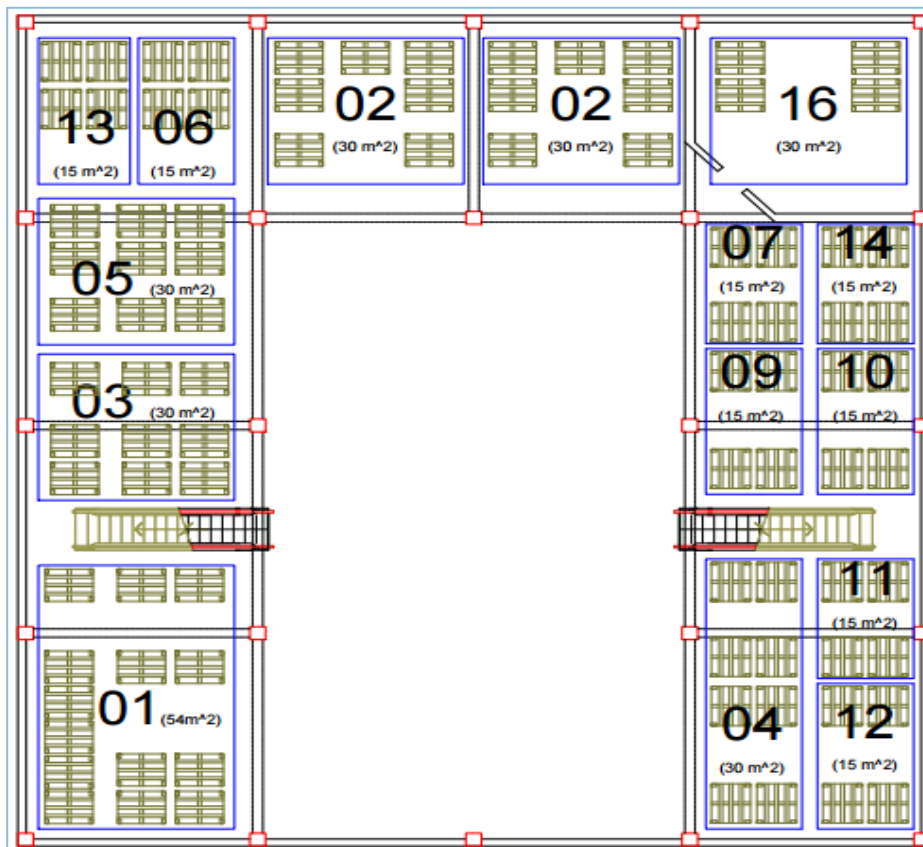 13
(15 m^2)
06
(15 m^2)
02
(30 m^2)
02
(30 m^2)
16
(30 m^2)
05 (30 m^2)
03 (30 m^2)
01 (54m^2)
07
(15 m^2)
14
(15 m^2)
09
(15 m^2)
10
(15 m^2)
11
(15 m^2)
04
(30 m^2)
12
(15 m^2)